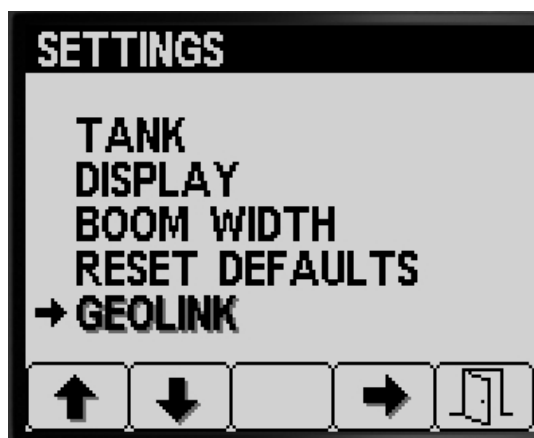 SETTINGS
TANK
DISPLAY
BOOM WIDTH
RESET DEFAULTS
GEOLINK